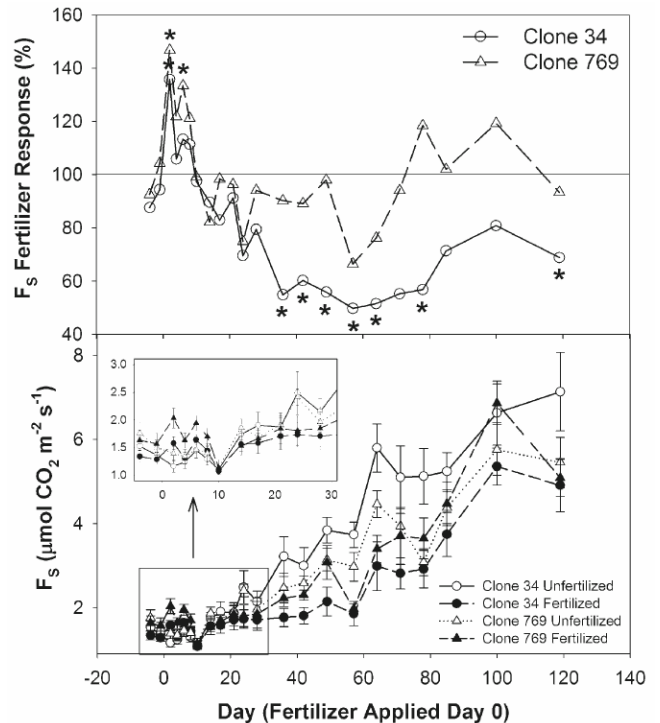 160
140
120
100
80
60
40
F_S Fertilizer Response (%)
Clone 34
Clone 769
*
*
*
*
*
*
*
*
*
*
8
6
4
2
F_S (μmol CO₂ m⁻² s⁻¹)
3.0
2.5
2.0
1.5
1.0
0 10 20 30
Clone 34 Unfertilized
Clone 34 Fertilized
Clone 769 Unfertilized
Clone 769 Fertilized
-20 0 20 40 60 80 100 120 140
Day (Fertilizer Applied Day 0)